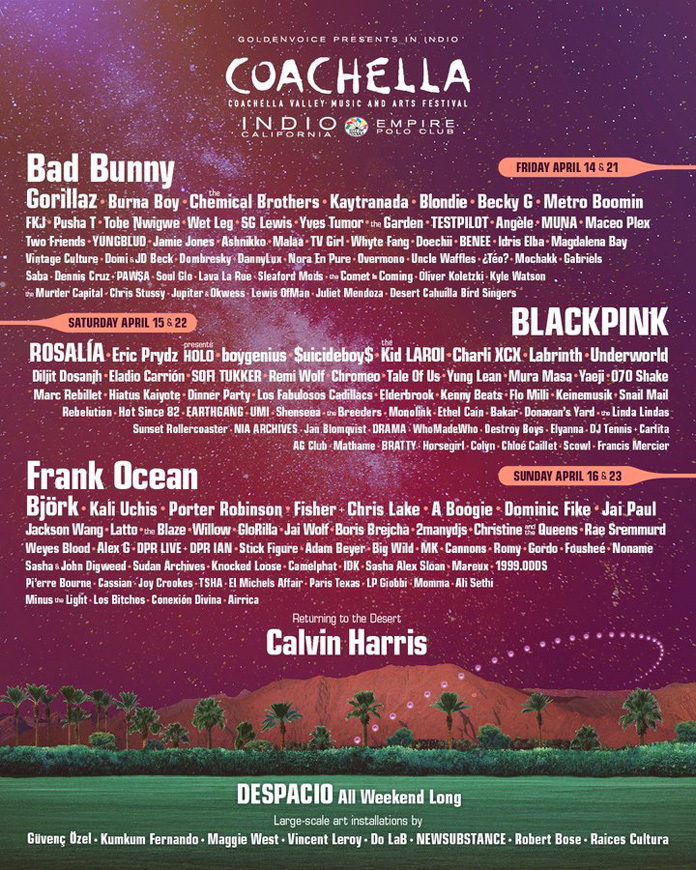 GOLDENVOICE PRESENTS IN INDIO
COACHELLA
COACHELLA VALLEY MUSIC AND ARTS FESTIVAL
INDIO CALIFORNIA. EMPIRE POLO CLUB
Bad Bunny
FRIDAY APRIL 14 & 21
Gorillaz • Burna Boy • the Chemical Brothers • Kaytranada • Blondie • Becky G • Metro Boomin
FKJ • Pusha T • Tobe Nwigwe • Wet Leg • SG Lewis • Yves Tumor • the Garden • TESTPILOT • Angèle • MUNA • Maceo Plex
Two Friends • YUNGBLUD • Jamie Jones • Ashnikko • Malaa • TV Girl • Whyte Fang • Doechii • BENEE • Idris Elba • Magdalena Bay
Vintage Culture • Domi & JD Beck • Dombresky • DannyLux • Nora En Pure • Overmono • Uncle Waffles • ¿Téo? • Mochakk • Gabriels
Saba • Dennis Cruz • PAWSA • Soul Glo • Lava La Rue • Sleaford Mods • the Comet is Coming • Oliver Koletzki • Kyle Watson
the Murder Capital • Chris Stussy • Jupiter & Okwess • Lewis OfMan • Juliet Mendoza • Desert Cahuilla Bird Singers
SATURDAY APRIL 15 & 22
BLACKPINK
ROSALÍA • Eric Prydz presents HOLO • boygenius • $uicideboy$ • the Kid LAROI • Charli XCX • Labrinth • Underworld
Diljit Dosanjh • Eladio Carrión • SOFI TUKKER • Remi Wolf • Chromeo • Tale Of Us • Yung Lean • Mura Masa • Yaeji • 070 Shake
Marc Rebillet • Hiatus Kaiyote • Dinner Party • Los Fabulosos Cadillacs • Elderbrook • Kenny Beats • Flo Milli • Keinemusik • Snail Mail
Rebelution • Hot Since 82 • EARTHGANG • UMI • Shenseea • the Breeders • Monolink • Ethel Cain • Bakar • Donavan's Yard • the Linda Lindas
Sunset Rollercoaster • NIA ARCHIVES • Jan Blomqvist • DRAMA • WhoMadeWho • Destroy Boys • Elyanna • DJ Tennis • Carlita
AG Club • Mathame • BRATTY • Horsegirl • Colyn • Chloé Caillet • Scowl • Francis Mercier
Frank Ocean
SUNDAY APRIL 16 & 23
Björk • Kali Uchis • Porter Robinson • Fisher + Chris Lake • A Boogie • Dominic Fike • Jai Paul
Jackson Wang • Latto • the Blaze • Willow • GloRilla • Jai Wolf • Boris Brejcha • 2manydjs • Christine and the Queens • Rae Sremmurd
Weyes Blood • Alex G • DPR LIVE + DPR IAN • Stick Figure • Adam Beyer • Big Wild • MK • Cannons • Romy • Gordo • Fousheé • Noname
Sasha & John Digweed • Sudan Archives • Knocked Loose • Camelphat • IDK • Sasha Alex Sloan • Mareux • 1999.ODDS
Pi'erre Bourne • Cassian • Joy Crookes • TSHA • El Michels Affair • Paris Texas • LP Giobbi • Momma • Ali Sethi
Minus the Light • Los Bitchos • Conexión Divina • Airrica
Returning to the Desert
Calvin Harris
DESPACIO All Weekend Long
Large-scale art installations by
Güvenç Özel • Kumkum Fernando • Maggie West • Vincent Leroy • Do LaB • NEWSUBSTANCE • Robert Bose • Raices Cultura